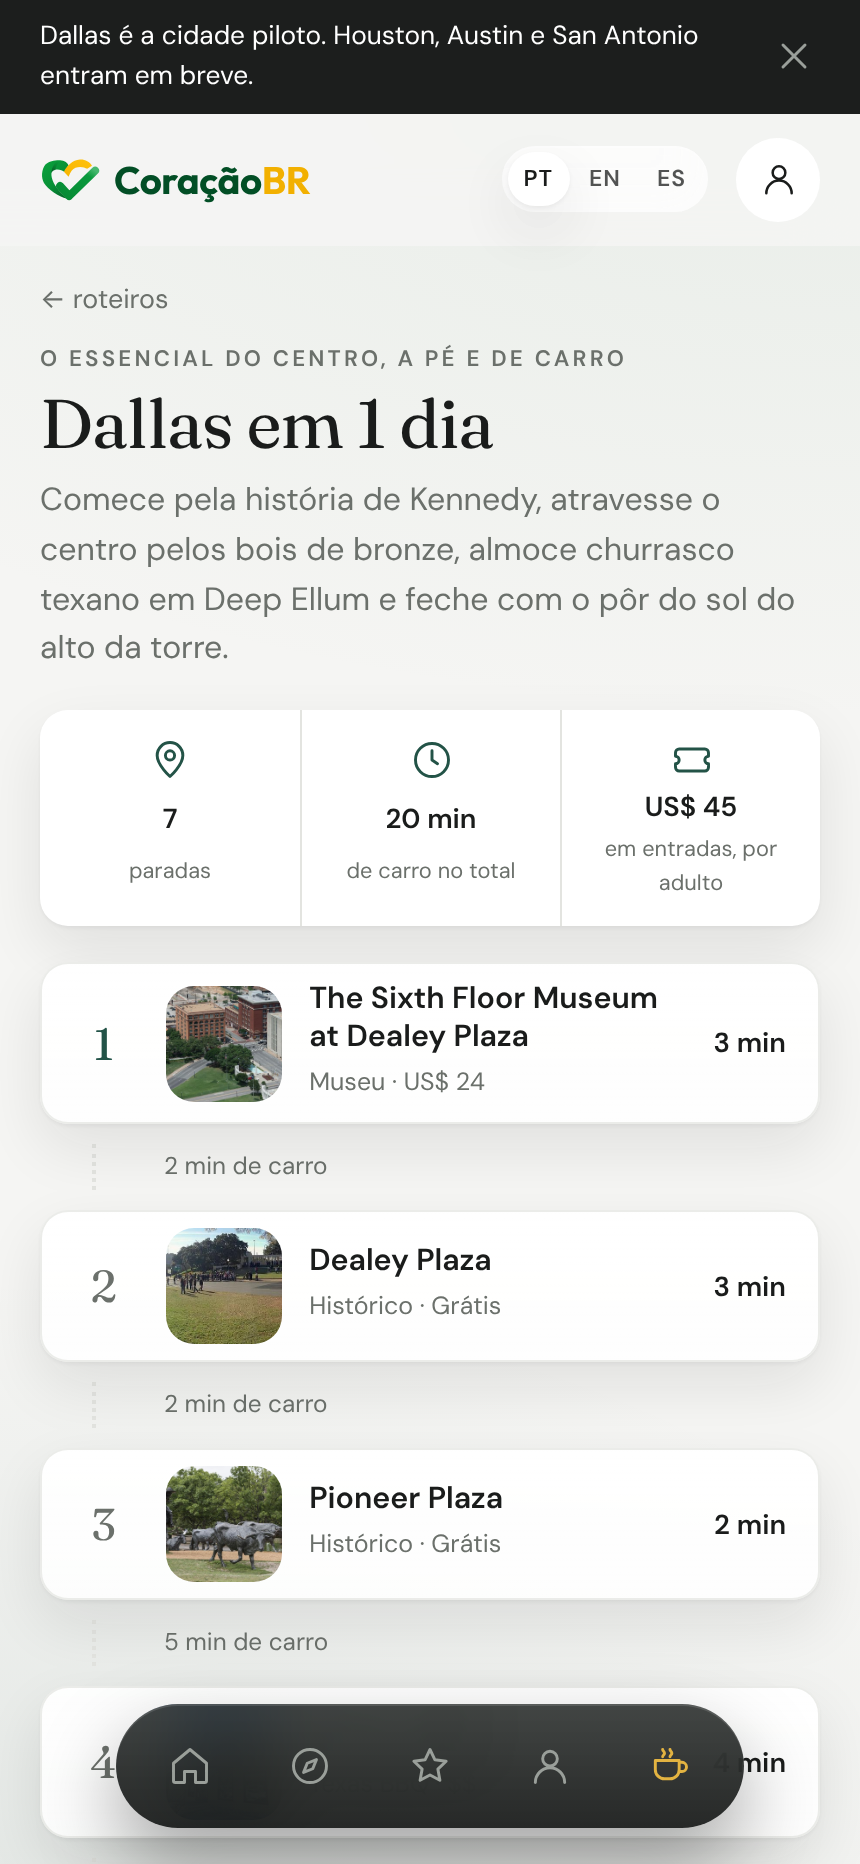 Dallas é a cidade piloto. Houston, Austin e San Antonio
entram em breve.
CoraçãoBR
PT EN ES
← roteiros
O ESSENCIAL DO CENTRO, A PÉ E DE CARRO
Dallas em 1 dia
Comece pela história de Kennedy, atravesse o
centro pelos bois de bronze, almoce churrasco
texano em Deep Ellum e feche com o pôr do sol do
alto da torre.
7
paradas
20 min
de carro no total
US$ 45
em entradas, por
adulto
1
The Sixth Floor Museum
at Dealey Plaza
Museu · US$ 24
3 min
2 min de carro
2
Dealey Plaza
Histórico · Grátis
3 min
2 min de carro
3
Pioneer Plaza
Histórico · Grátis
2 min
5 min de carro
4
4 min